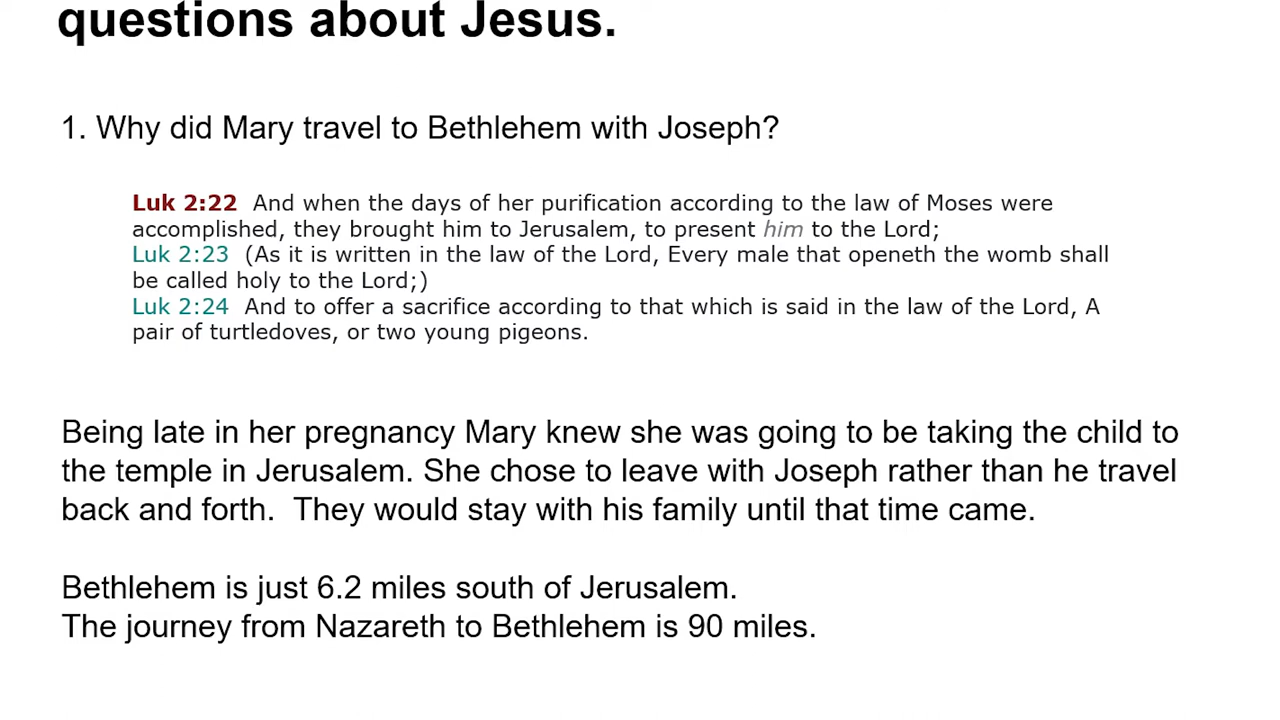 questions about Jesus.
1. Why did Mary travel to Bethlehem with Joseph?
Luk 2:22 And when the days of her purification according to the law of Moses were
accomplished, they brought him to Jerusalem, to present him to the Lord;
Luk 2:23 (As it is written in the law of the Lord, Every male that openeth the womb shall
be called holy to the Lord;)
Luk 2:24 And to offer a sacrifice according to that which is said in the law of the Lord, A
pair of turtledoves, or two young pigeons.
Being late in her pregnancy Mary knew she was going to be taking the child to
the temple in Jerusalem. She chose to leave with Joseph rather than he travel
back and forth.  They would stay with his family until that time came.
Bethlehem is just 6.2 miles south of Jerusalem.
The journey from Nazareth to Bethlehem is 90 miles.